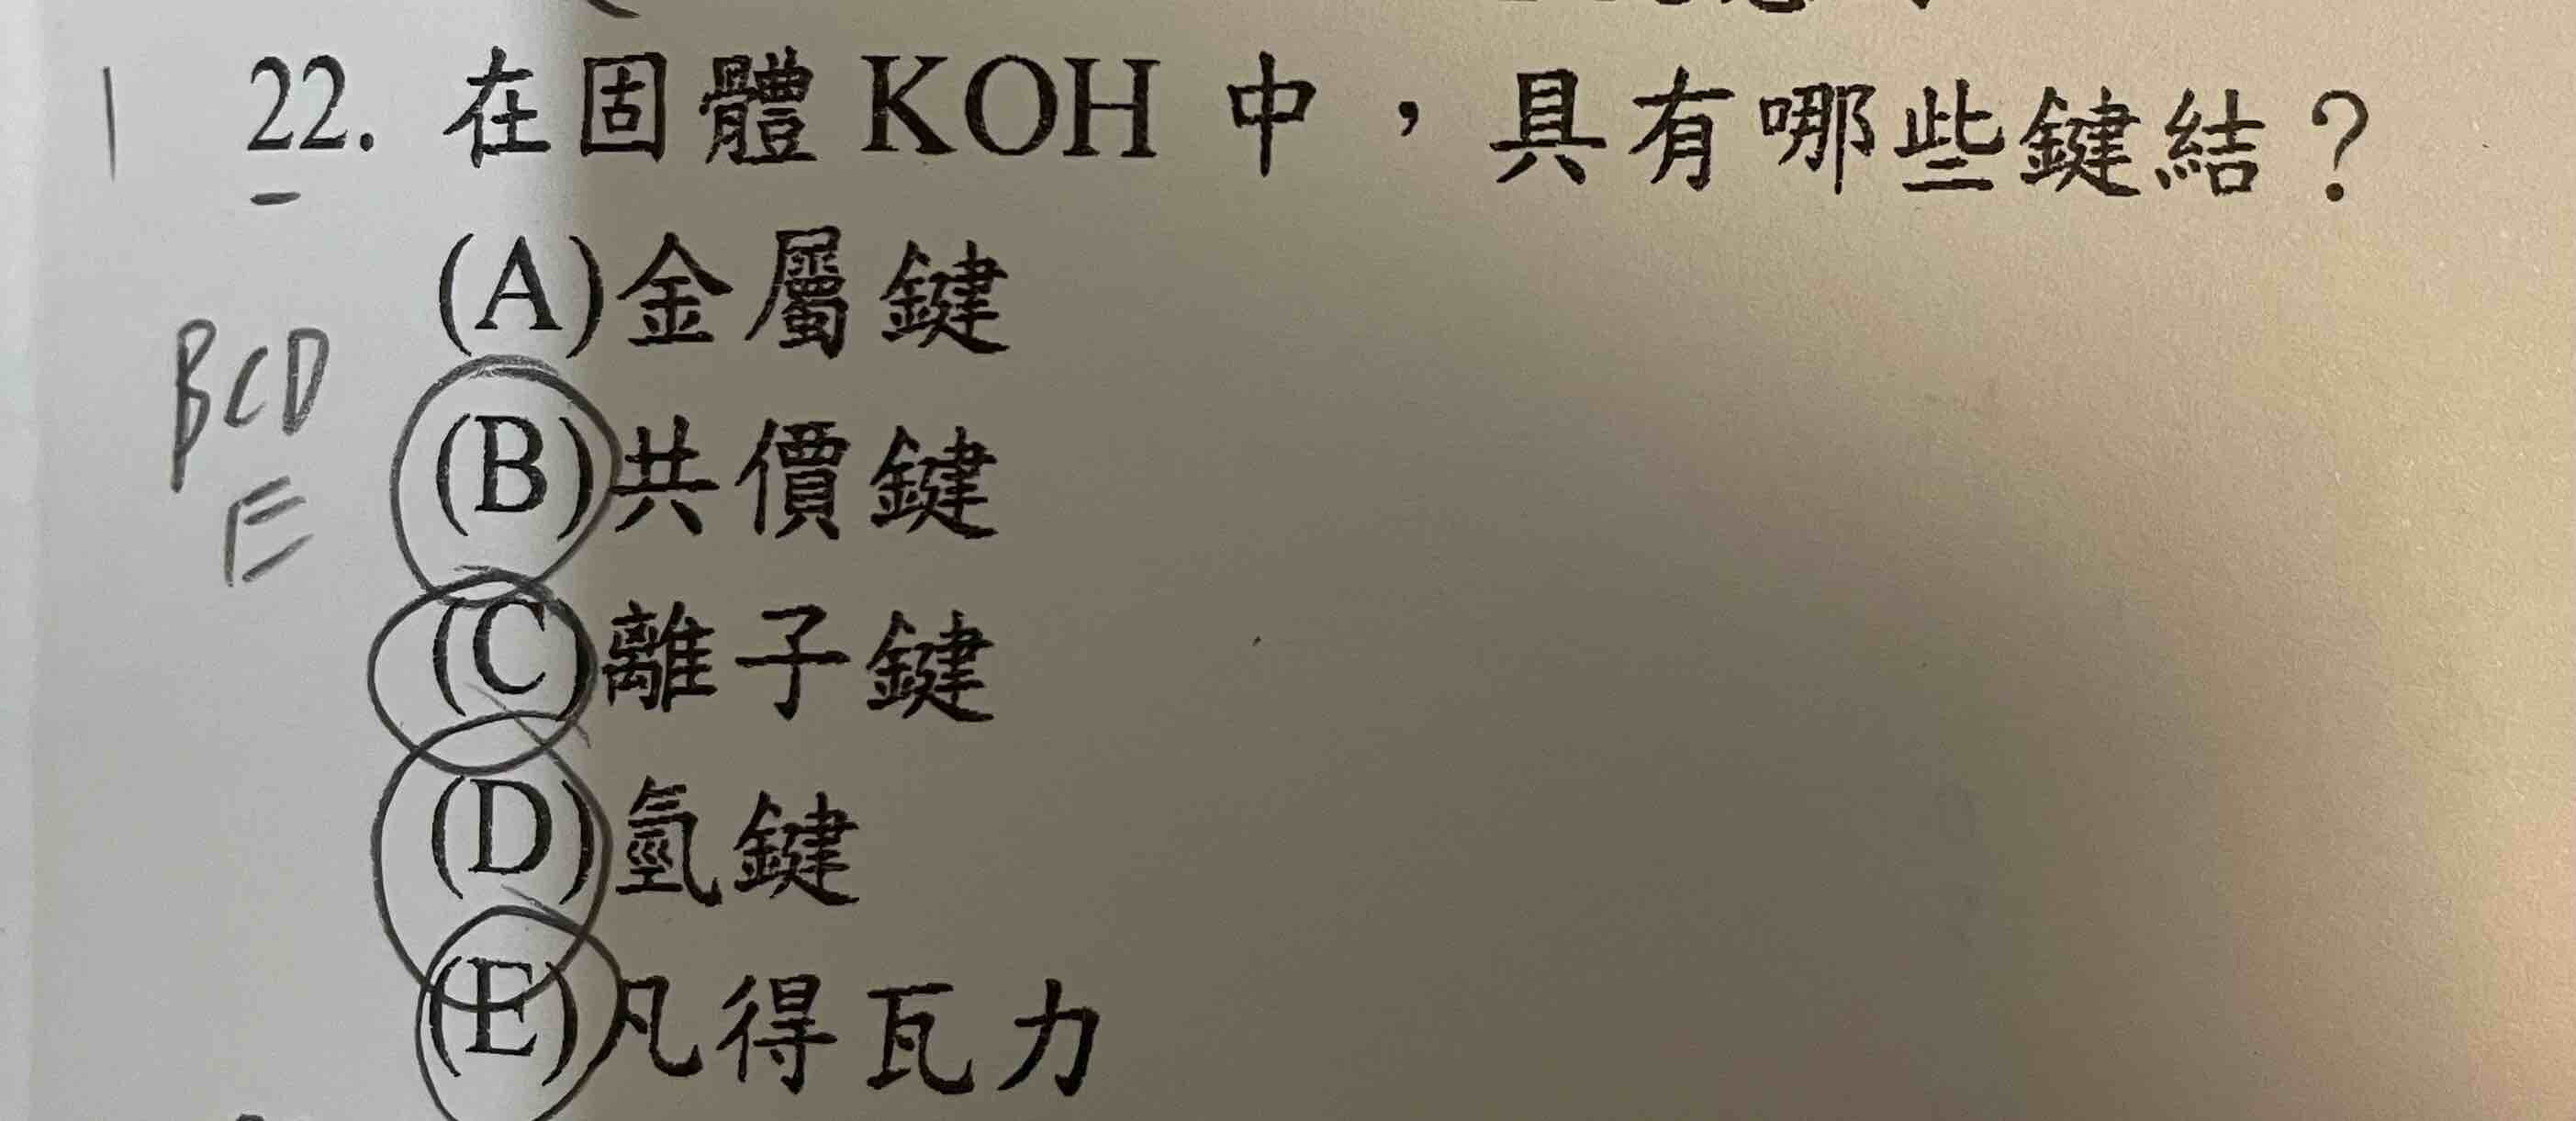 22. 在固體 KOH 中，具有哪些鍵結？
(A)金屬鍵
BCD
(B)共價鍵
E
(C)離子鍵
(D)氫鍵
(E)凡得瓦力